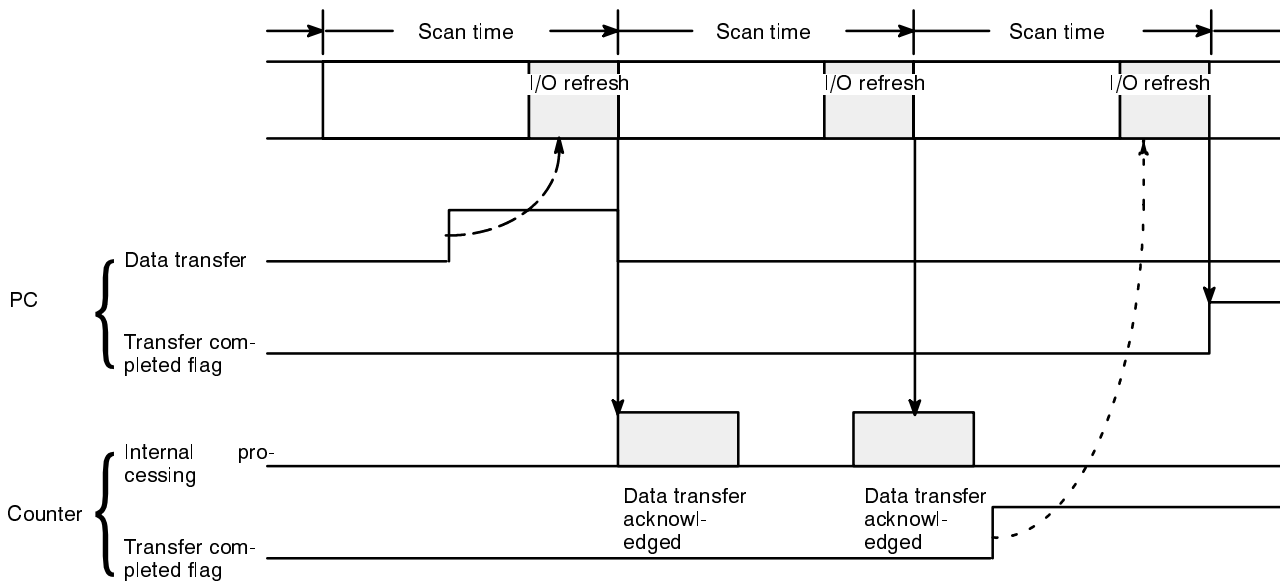 Scan time Scan time Scan time
I/O refresh I/O refresh I/O refresh
Data transfer
PC
Transfer com-
pleted flag
Internal pro-
cessing
Data transfer
acknowl-
edged
Data transfer
acknowl-
edged
Counter
Transfer com-
pleted flag